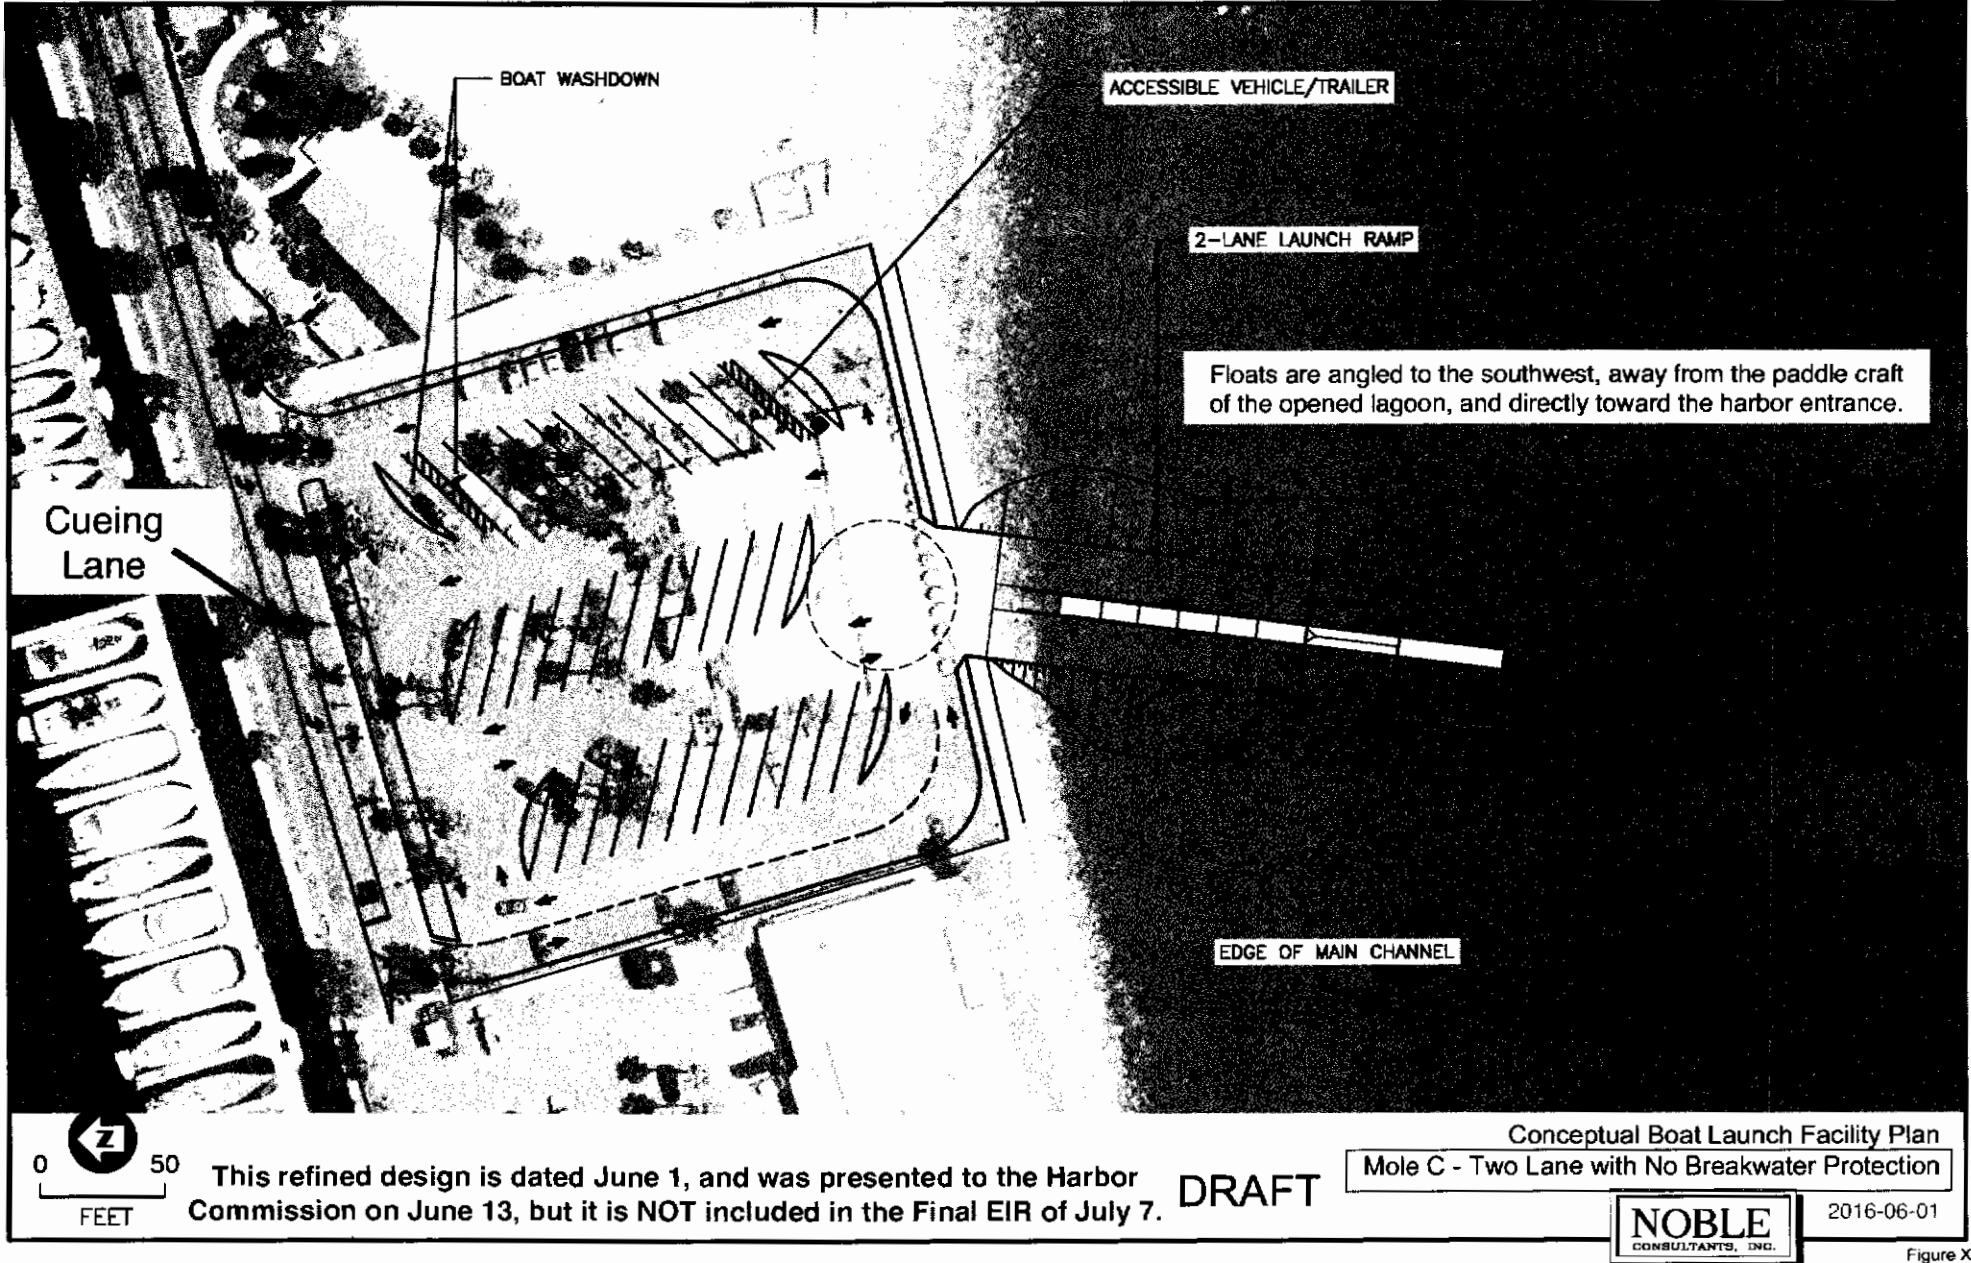 BOAT WASHDOWN
ACCESSIBLE VEHICLE/TRAILER
2-LANE LAUNCH RAMP
Floats are angled to the southwest, away from the paddle craft
of the opened lagoon, and directly toward the harbor entrance.
Cueing
Lane
EDGE OF MAIN CHANNEL
Z
0 50
FEET
This refined design is dated June 1, and was presented to the Harbor
Commission on June 13, but it is NOT included in the Final EIR of July 7.
DRAFT
Conceptual Boat Launch Facility Plan
Mole C - Two Lane with No Breakwater Protection
NOBLE
CONSULTANTS, INC.
2016-06-01
Figure X